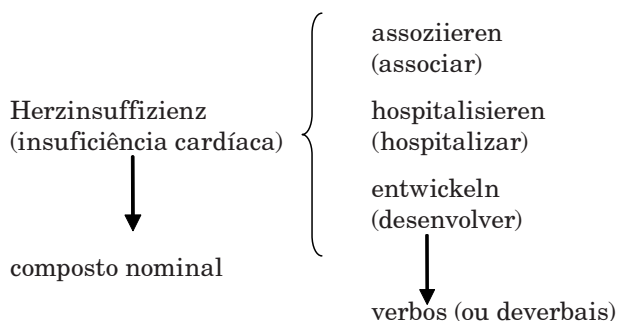 Herzinsuffizienz
(insuficiência cardíaca)
composto nominal
assoziieren
(associar)
hospitalisieren
(hospitalizar)
entwickeln
(desenvolver)
verbos (ou deverbais)